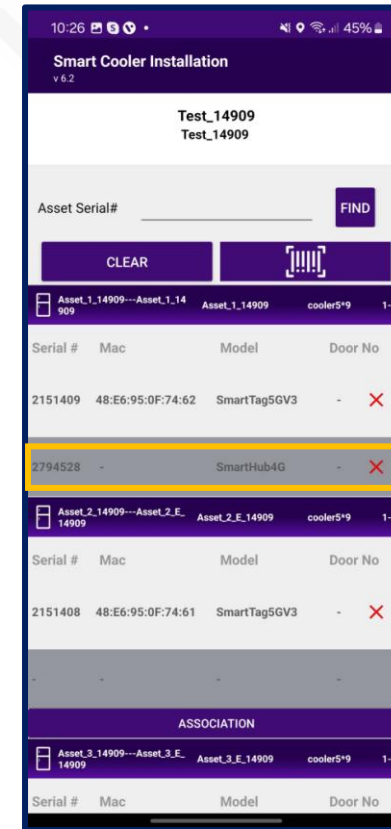 10:26 45%
Smart Cooler Installation
v 6.2
Test_14909
Test_14909
Asset Serial# FIND
CLEAR
Asset_1_14909---Asset_1_14
909 Asset_1_14909 cooler5*9 1-
Serial # Mac Model Door No
2151409 48:E6:95:0F:74:62 SmartTag5GV3 -
2794528 - SmartHub4G -
Asset_2_14909---Asset_2_E_
14909 Asset_2_E_14909 cooler5*9 1-
Serial # Mac Model Door No
2151408 48:E6:95:0F:74:61 SmartTag5GV3 -
- - - -
ASSOCIATION
Asset_3_14909---Asset_3_E_
14909 Asset_3_E_14909 cooler5*9 1-
Serial # Mac Model Door No